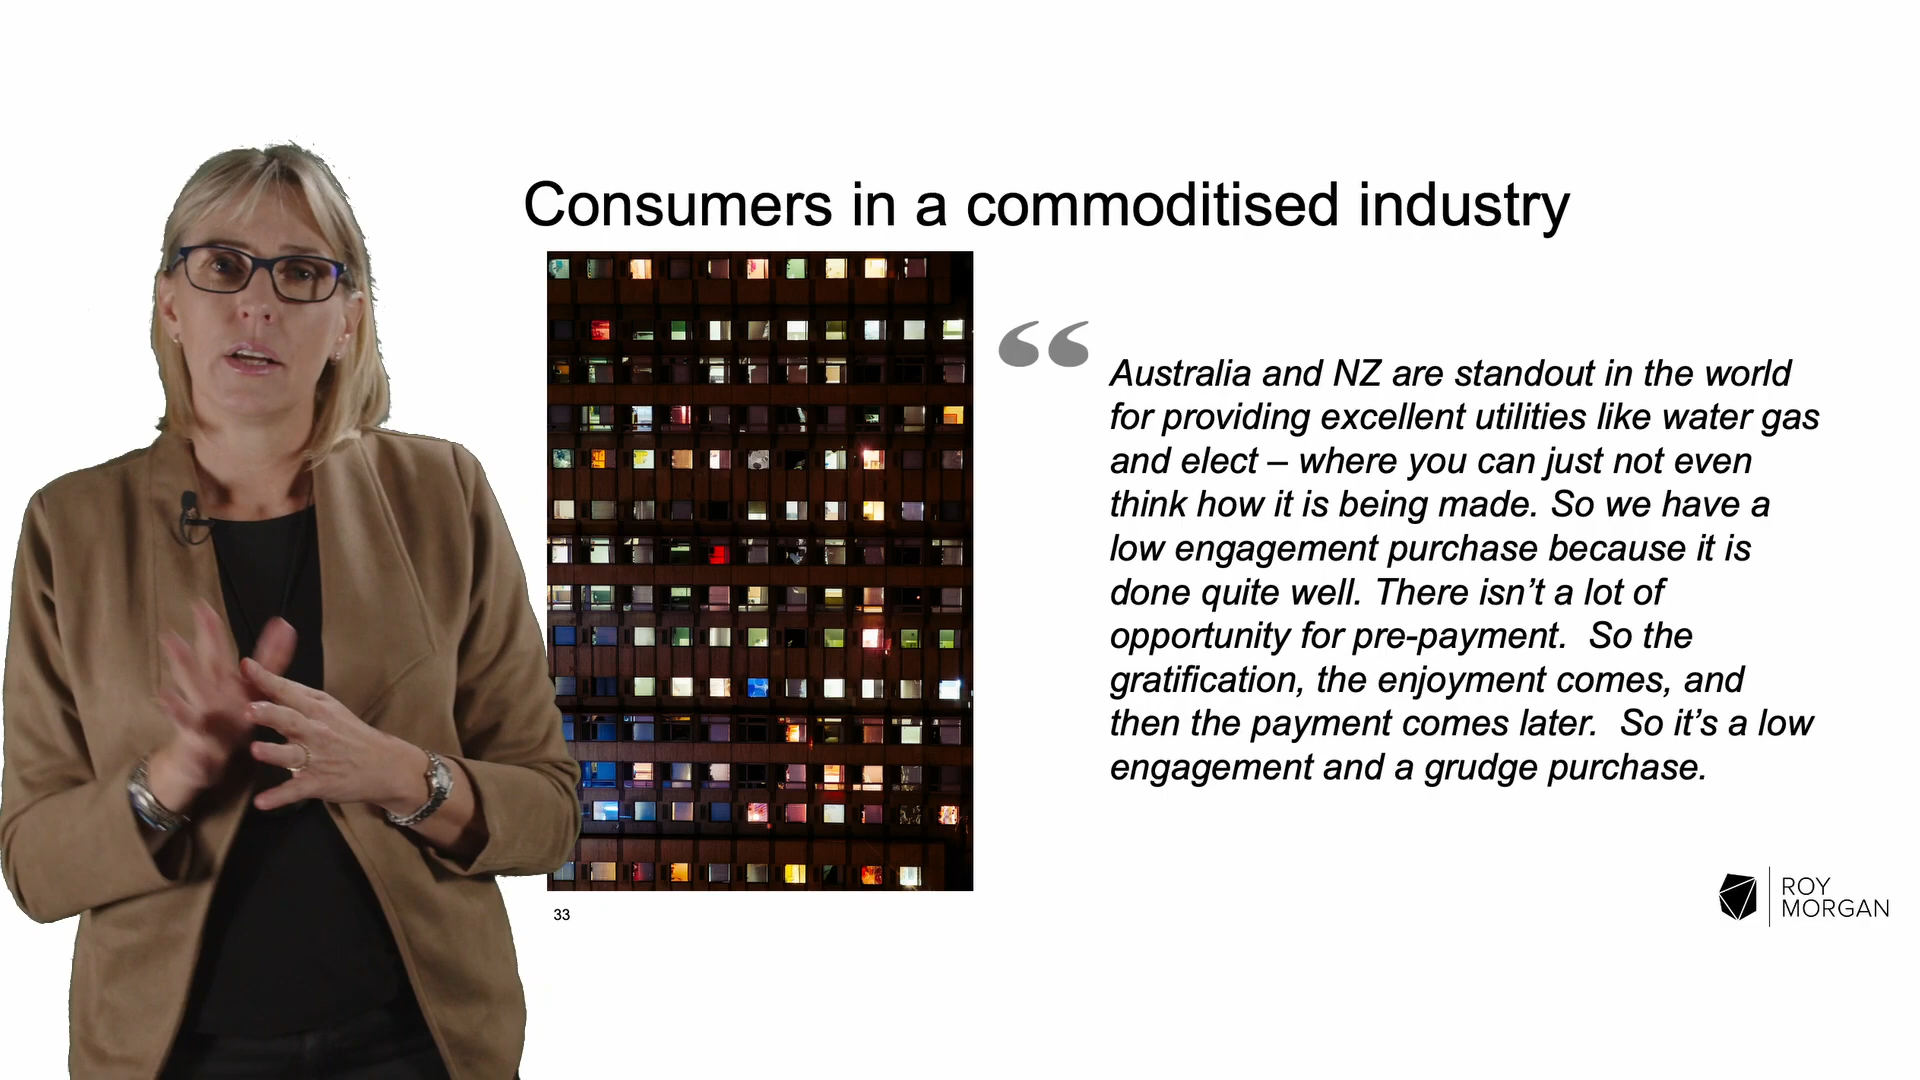 Consumers in a commoditised industry
“
Australia and NZ are standout in the world
for providing excellent utilities like water gas
and elect – where you can just not even
think how it is being made. So we have a
low engagement purchase because it is
done quite well. There isn’t a lot of
opportunity for pre-payment.  So the
gratification, the enjoyment comes, and
then the payment comes later.  So it’s a low
engagement and a grudge purchase.
33
ROY
MORGAN